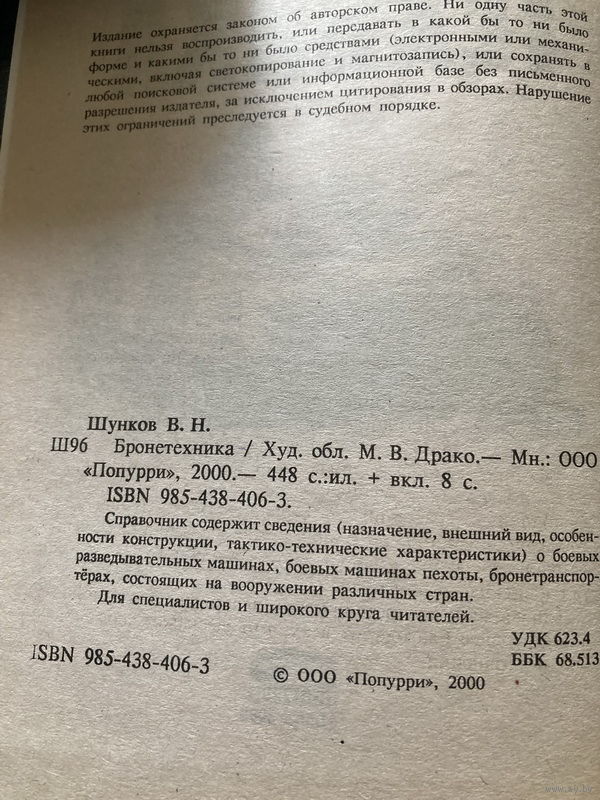 Издание охраняется законом об авторском праве. Ни одну часть этой
книги нельзя воспроизводить, или передавать в какой бы то ни было
форме и какими бы то ни было средствами (электронными или механи-
ческими, включая светокопирование и магнитозапись), или сохранять в
любой поисковой системе или информационной базе без письменного
разрешения издателя, за исключением цитирования в обзорах. Нарушение
этих ограничений преследуется в судебном порядке.
Шунков В. Н.
Ш96 Бронетехника / Худ. обл. М. В. Драко.— Мн.: ООО
«Попурри», 2000.— 448 с.:ил. + вкл. 8 с.
ISBN 985-438-406-3.
Справочник содержит сведения (назначение, внешний вид, особен-
ности конструкции, тактико-технические характеристики) о боевых
разведывательных машинах, боевых машинах пехоты, бронетранспор-
тёрах, состоящих на вооружении различных стран.
Для специалистов и широкого круга читателей.
УДК 623.4
ББК 68.513
ISBN 985-438-406-3
© ООО «Попурри», 2000
www.ay.by